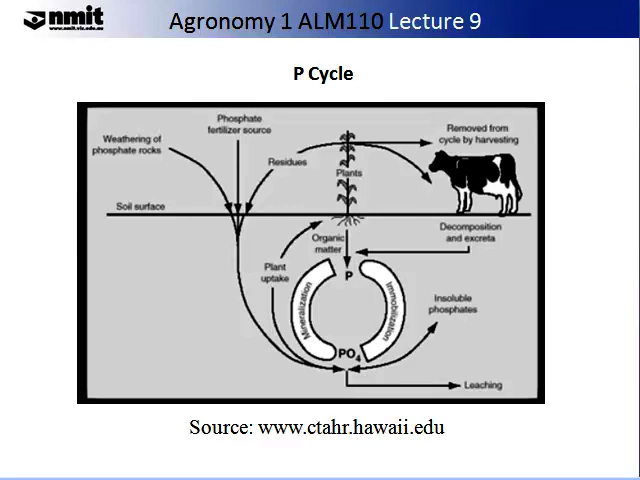 nmit
www.nmit.vic.edu.au
Agronomy 1 ALM110 Lecture 9
P Cycle
Phosphate
fertilizer source
Weathering of
phosphate rocks
Residues
Plants
Removed from
cycle by harvesting
Soil surface
Organic
matter
Decomposition
and excreta
Plant
uptake
P
Mineralization
Immobilization
Insoluble
phosphates
PO4
Leaching
Source: www.ctahr.hawaii.edu